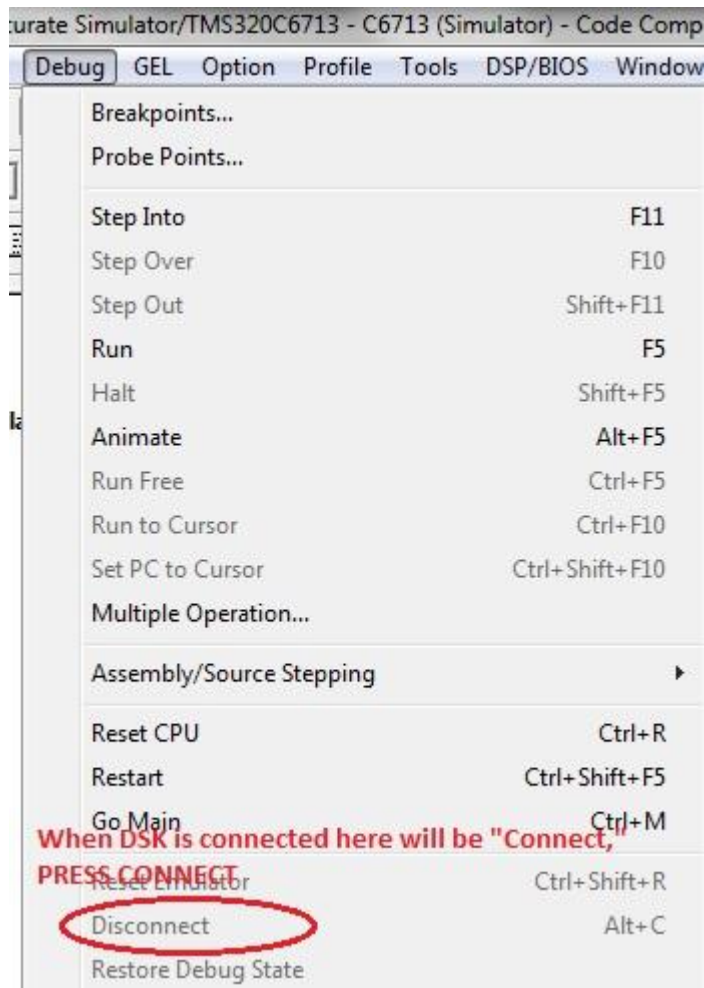 urate Simulator/TMS320C6713 - C6713 (Simulator) - Code Comp
Debug GEL Option Profile Tools DSP/BIOS Window
Breakpoints...
Probe Points...
Step Into F11
Step Over F10
Step Out Shift+F11
Run F5
Halt Shift+F5
Animate Alt+F5
Run Free Ctrl+F5
Run to Cursor Ctrl+F10
Set PC to Cursor Ctrl+Shift+F10
Multiple Operation...
Assembly/Source Stepping
Reset CPU Ctrl+R
Restart Ctrl+Shift+F5
Go Main Ctrl+M
When DSK is connected here will be "Connect,"
PRESS CONNECT
Reset Emulator Ctrl+Shift+R
Disconnect Alt+C
Restore Debug State